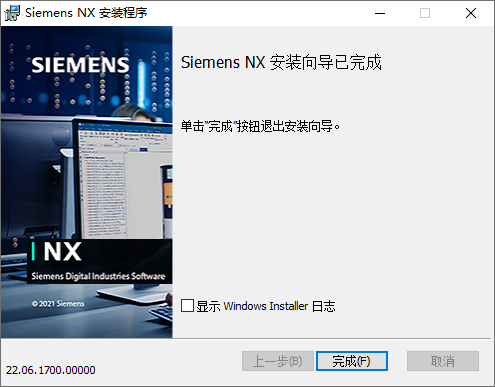 Siemens NX 安装程序
SIEMENS
Siemens NX 安装向导已完成
单击"完成"按钮退出安装向导。
NX
Siemens Digital Industries Software
© 2021 Siemens
显示 Windows Installer 日志
22.06.1700.00000
上一步(B)
完成(F)
取消